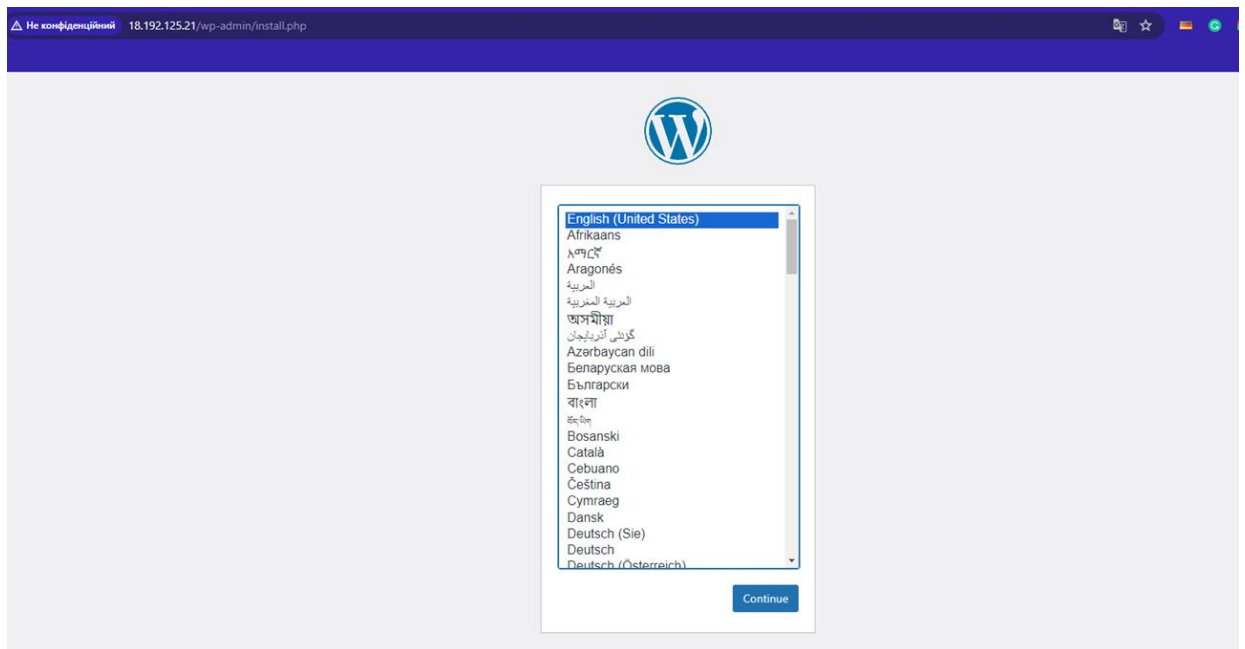 Не конфіденційний 18.192.125.21/wp-admin/install.php
English (United States)
Afrikaans
አማርኛ
Aragonés
العربية
العربية المغربية
অসমীয়া
گؤنئی آذربایجان
Azərbaycan dili
Беларуская мова
Български
বাংলা
བོད་ཡིག
Bosanski
Català
Cebuano
Čeština
Cymraeg
Dansk
Deutsch (Sie)
Deutsch
Deutsch (Österreich)
Continue